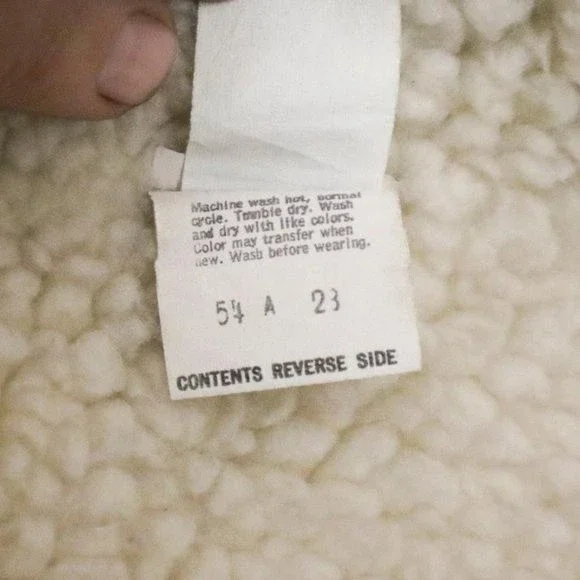 Machine wash hot, normal
cycle. Tumble dry. Wash
and dry with like colors.
Color may transfer when
new. Wash before wearing.
54 A 23
CONTENTS REVERSE SIDE